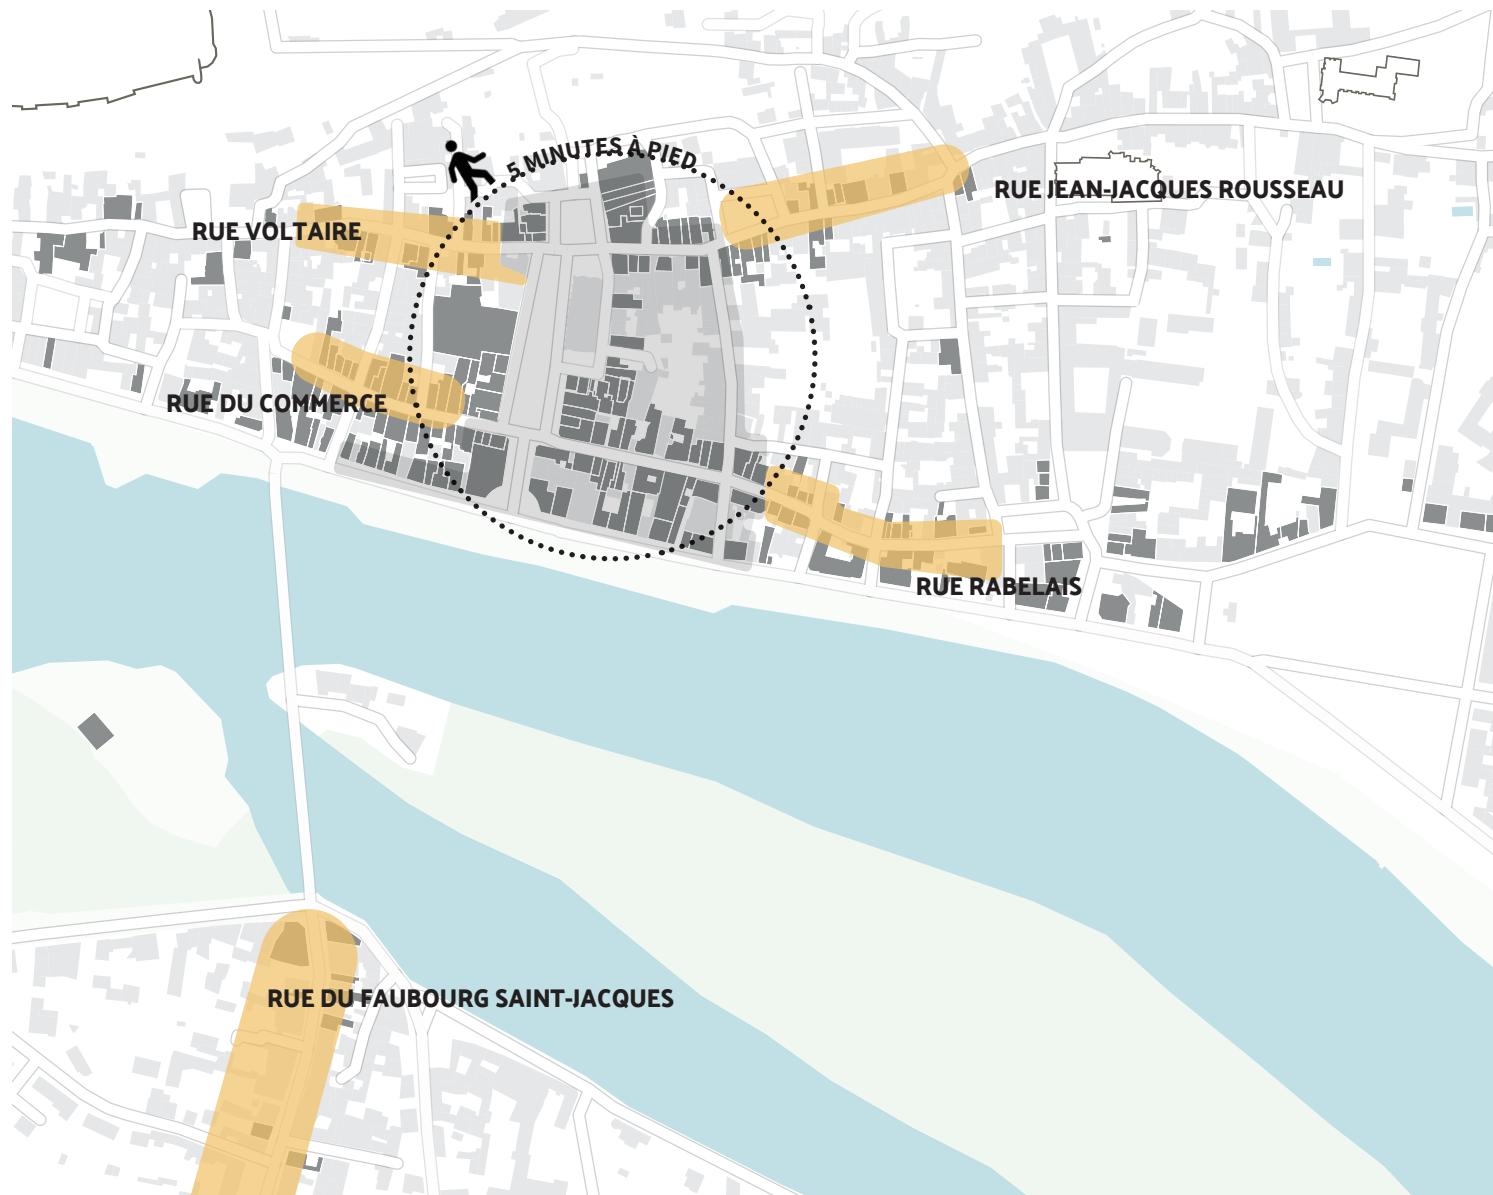 5 MINUTES À PIED
RUE JEAN-JACQUES ROUSSEAU
RUE VOLTAIRE
RUE DU COMMERCE
RUE RABELAIS
RUE DU FAUBOURG SAINT-JACQUES